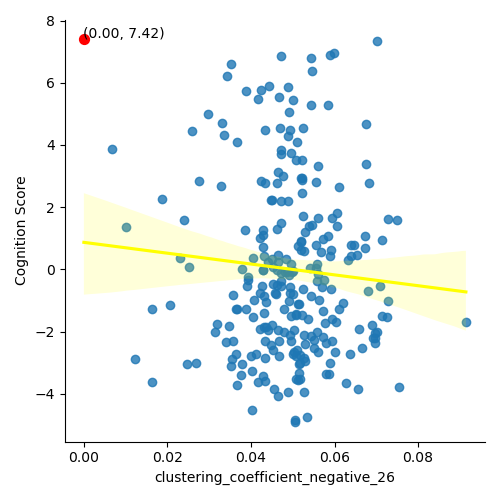 (0.00, 7.42)
8
6
4
2
0
−2
−4
Cognition Score
0.00 0.02 0.04 0.06 0.08
clustering_coefficient_negative_26